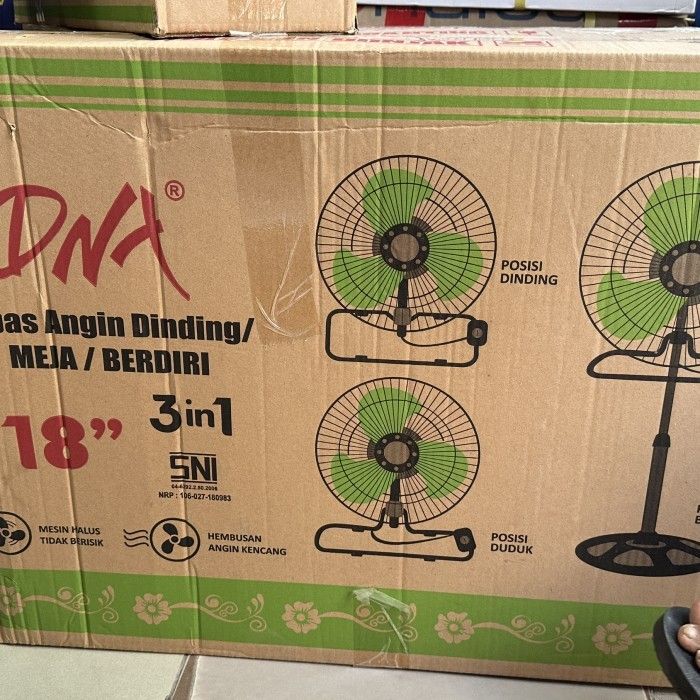 DNA®
pas Angin Dinding/
MEJA / BERDIRI
18”
3in1
SNI
NRP : 106-027-180983
MESIN HALUS
TIDAK BERISIK
HEMBUSAN
ANGIN KENCANG
POSISI
DINDING
POSISI
DUDUK